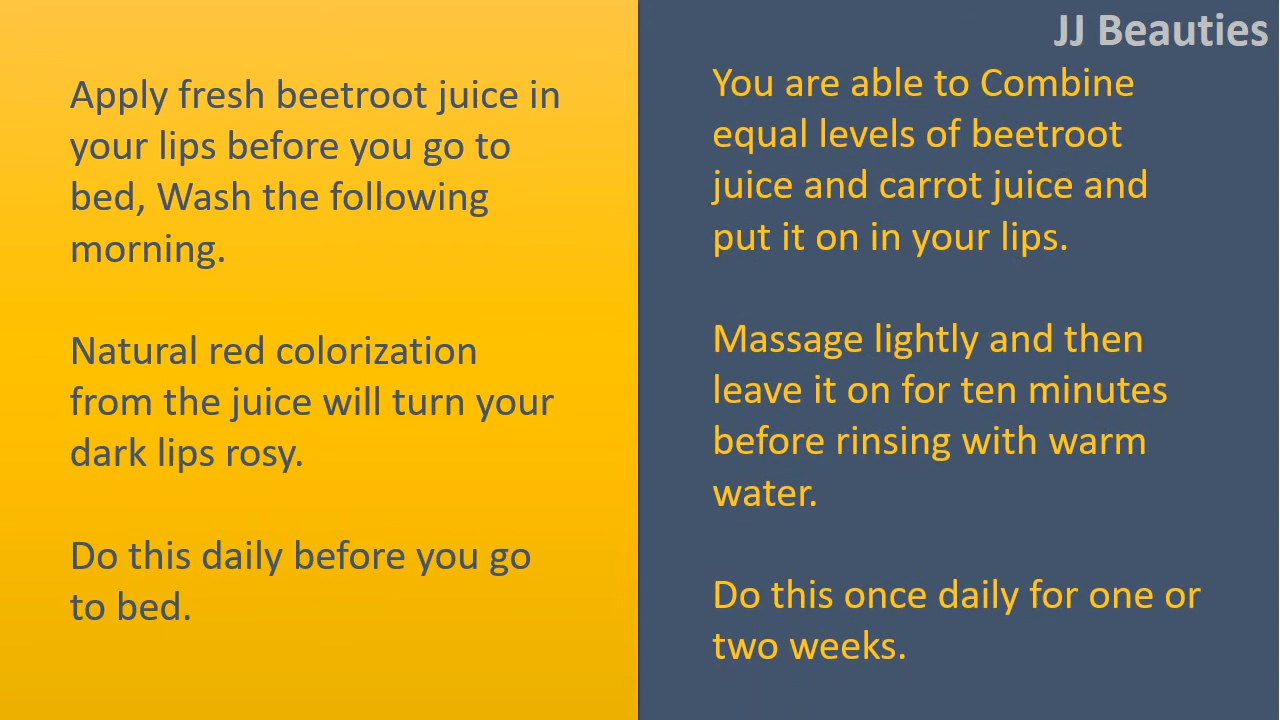 Apply fresh beetroot juice in
your lips before you go to
bed, Wash the following
morning.
Natural red colorization
from the juice will turn your
dark lips rosy.
Do this daily before you go
to bed.
JJ Beauties
You are able to Combine
equal levels of beetroot
juice and carrot juice and
put it on in your lips.
Massage lightly and then
leave it on for ten minutes
before rinsing with warm
water.
Do this once daily for one or
two weeks.